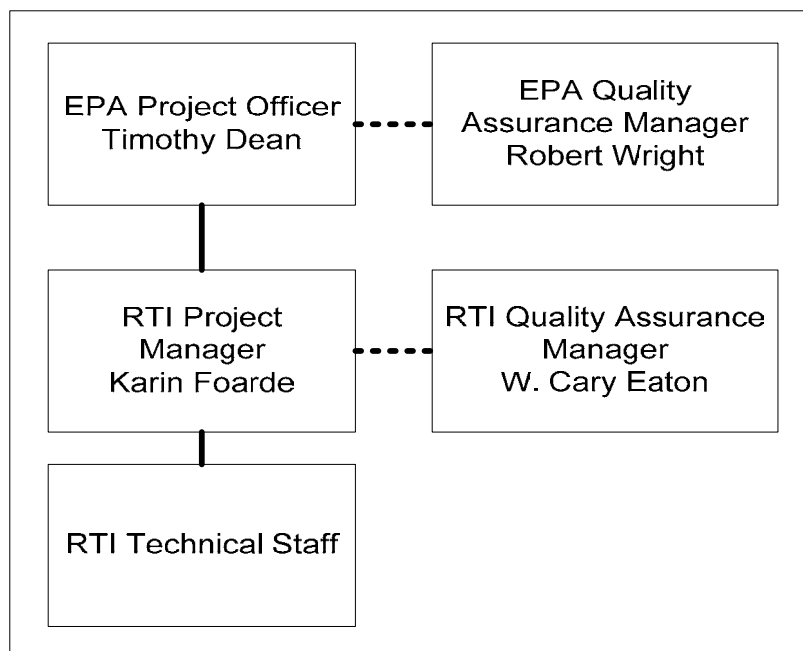 EPA Project Officer
Timothy Dean
EPA Quality
Assurance Manager
Robert Wright
RTI Project
Manager
Karin Foarde
RTI Quality Assurance
Manager
W. Cary Eaton
RTI Technical Staff